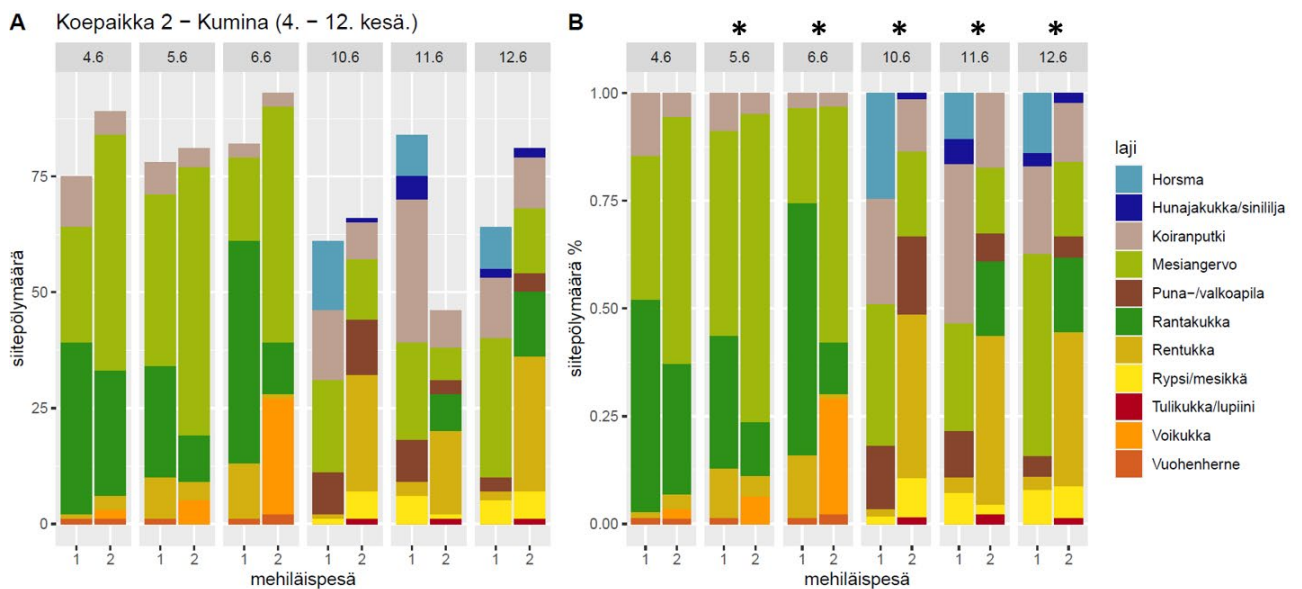 A Koepaikka 2 − Kumina (4. − 12. kesä.)
4.6 5.6 6.6 10.6 11.6 12.6
siitepölymäärä
75
50
25
0
1 2 1 2 1 2 1 2 1 2 1 2
mehiläispesä
B * * * * *
4.6 5.6 6.6 10.6 11.6 12.6
siitepölymäärä %
1.00
0.75
0.50
0.25
0.00
1 2 1 2 1 2 1 2 1 2 1 2
mehiläispesä
laji
Horsma
Hunajakukka/sinililja
Koiranputki
Mesiangervo
Puna−/valkoapila
Rantakukka
Rentukka
Rypsi/mesikkä
Tulikukka/lupiini
Voikukka
Vuohenherne